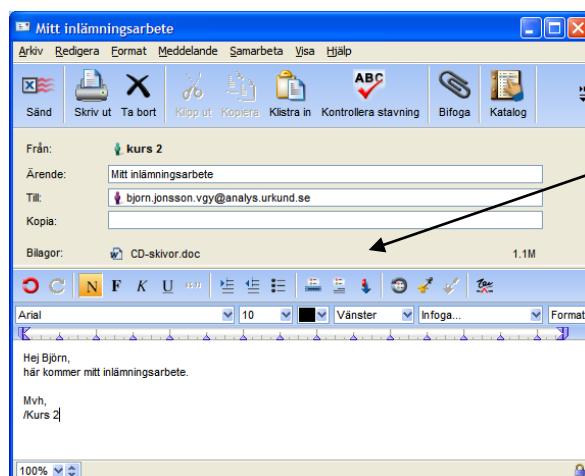 Mitt inlämningsarbete
Arkiv Redigera Format Meddelande Samarbeta Visa Hjälp
ABC
Sänd Skriv ut Ta bort Klipp ut Kopiera Klistra in Kontrollera stavning Bifoga Katalog
Från: kurs 2
Ärende: Mitt inlämningsarbete
Till: bjorn.jonsson.vgy@analys.urkund.se
Kopia:
Bilagor: CD-skivor.doc 1.1M
N F K U
Arial 10 Vänster Infoga... Format
Hej Björn,
här kommer mitt inlämningsarbete.
Mvh,
/Kurs 2
100%